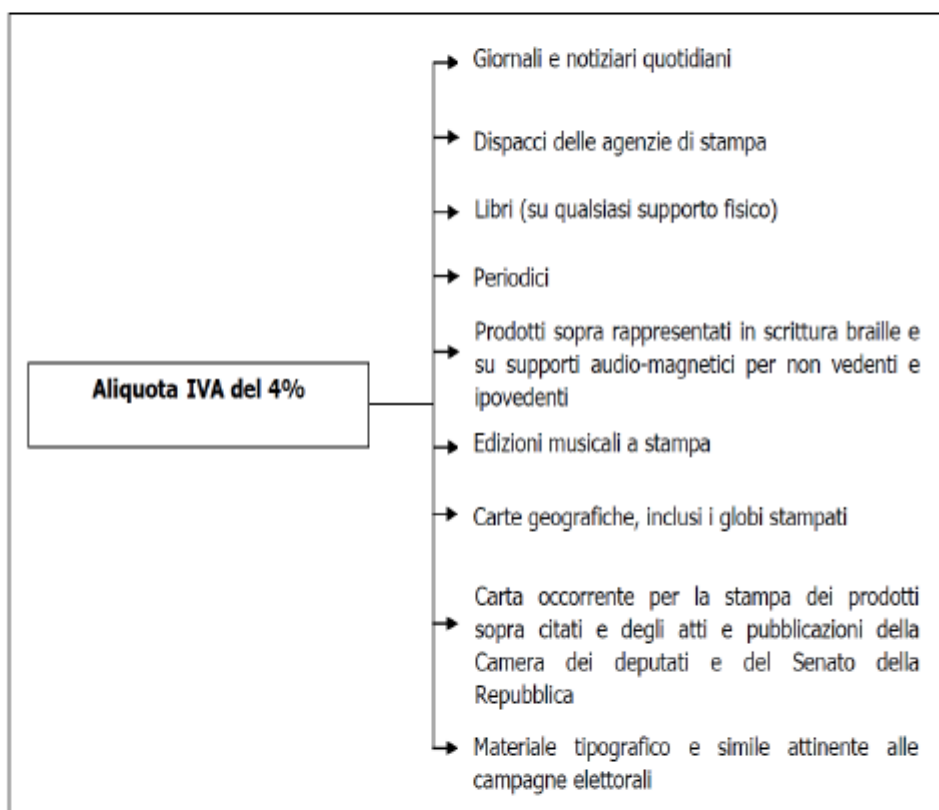 Giornali e notiziari quotidiani
Dispacci delle agenzie di stampa
Libri (su qualsiasi supporto fisico)
Periodici
Prodotti sopra rappresentati in scrittura braille e
su supporti audio-magnetici per non vedenti e
ipovedenti
Aliquota IVA del 4%
Edizioni musicali a stampa
Carte geografiche, inclusi i globi stampati
Carta occorrente per la stampa dei prodotti
sopra citati e degli atti e pubblicazioni della
Camera dei deputati e del Senato della
Repubblica
Materiale tipografico e simile attinente alle
campagne elettorali